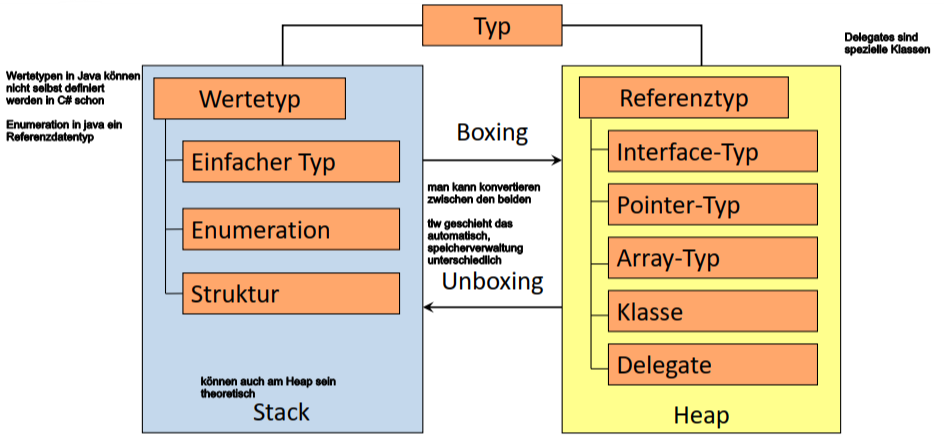 Typ
Delegates sind
spezielle Klassen
Wertetypen in Java können
nicht selbst definiert
werden in C# schon
Enumeration in java ein
Referenzdatentyp
Wertetyp
Einfacher Typ
Enumeration
Struktur
können auch am Heap sein
theoretisch
Stack
Boxing
man kann konvertieren
zwischen den beiden
tlw geschieht das
automatisch,
speicherverwaltung
unterschiedlich
Unboxing
Referenztyp
Interface-Typ
Pointer-Typ
Array-Typ
Klasse
Delegate
Heap